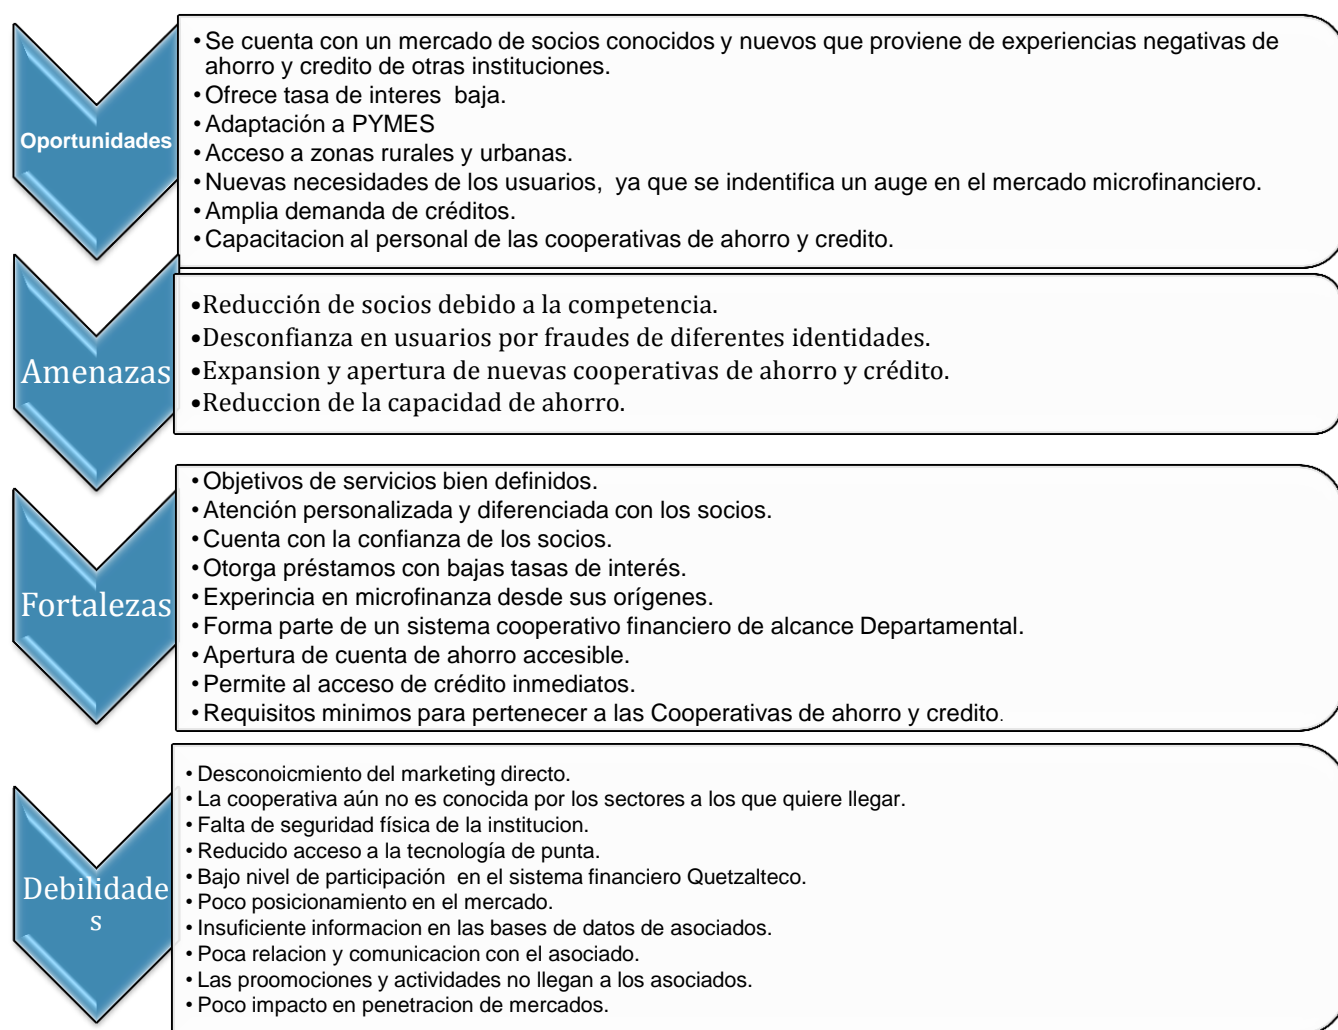 Oportunidades
•Se cuenta con un mercado de socios conocidos y nuevos que proviene de experiencias negativas de
ahorro y credito de otras instituciones.
•Ofrece tasa de interes  baja.
•Adaptación a PYMES
•Acceso a zonas rurales y urbanas.
•Nuevas necesidades de los usuarios,  ya que se indentifica un auge en el mercado microfinanciero.
•Amplia demanda de créditos.
•Capacitacion al personal de las cooperativas de ahorro y credito.
Amenazas
•Reducción de socios debido a la competencia.
•Desconfianza en usuarios por fraudes de diferentes identidades.
•Expansion y apertura de nuevas cooperativas de ahorro y crédito.
•Reduccion de la capacidad de ahorro.
Fortalezas
•Objetivos de servicios bien definidos.
•Atención personalizada y diferenciada con los socios.
•Cuenta con la confianza de los socios.
•Otorga préstamos con bajas tasas de interés.
•Experincia en microfinanza desde sus orígenes.
•Forma parte de un sistema cooperativo financiero de alcance Departamental.
•Apertura de cuenta de ahorro accesible.
•Permite al acceso de crédito inmediatos.
•Requisitos minimos para pertenecer a las Cooperativas de ahorro y credito.
Debilidade
s
•Desconoicmiento del marketing directo.
•La cooperativa aún no es conocida por los sectores a los que quiere llegar.
•Falta de seguridad física de la institucion.
•Reducido acceso a la tecnología de punta.
•Bajo nivel de participación  en el sistema financiero Quetzalteco.
•Poco posicionamiento en el mercado.
•Insuficiente informacion en las bases de datos de asociados.
•Poca relacion y comunicacion con el asociado.
•Las proomociones y actividades no llegan a los asociados.
•Poco impacto en penetracion de mercados.